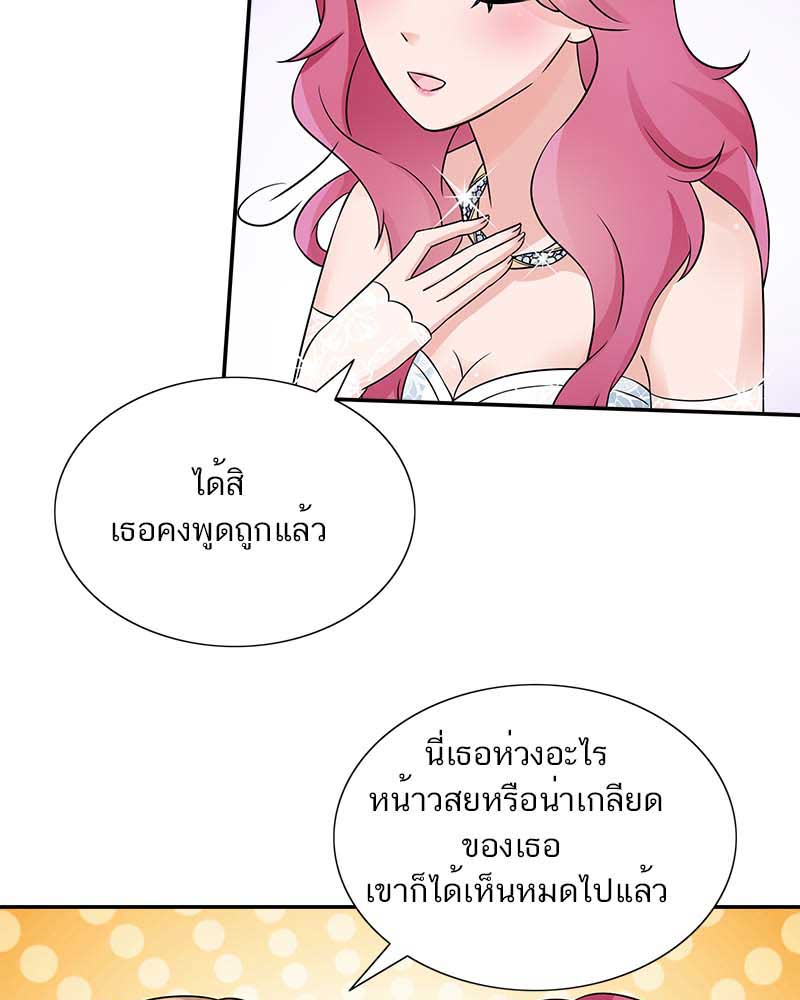 ได้สิ
เธอคงพูดถูกแล้ว
นี่เธอห่วงอะไร
หน้าวสยหรือน่าเกลียด
ของเธอ
เขาก็ได้เห็นหมดไปแล้ว